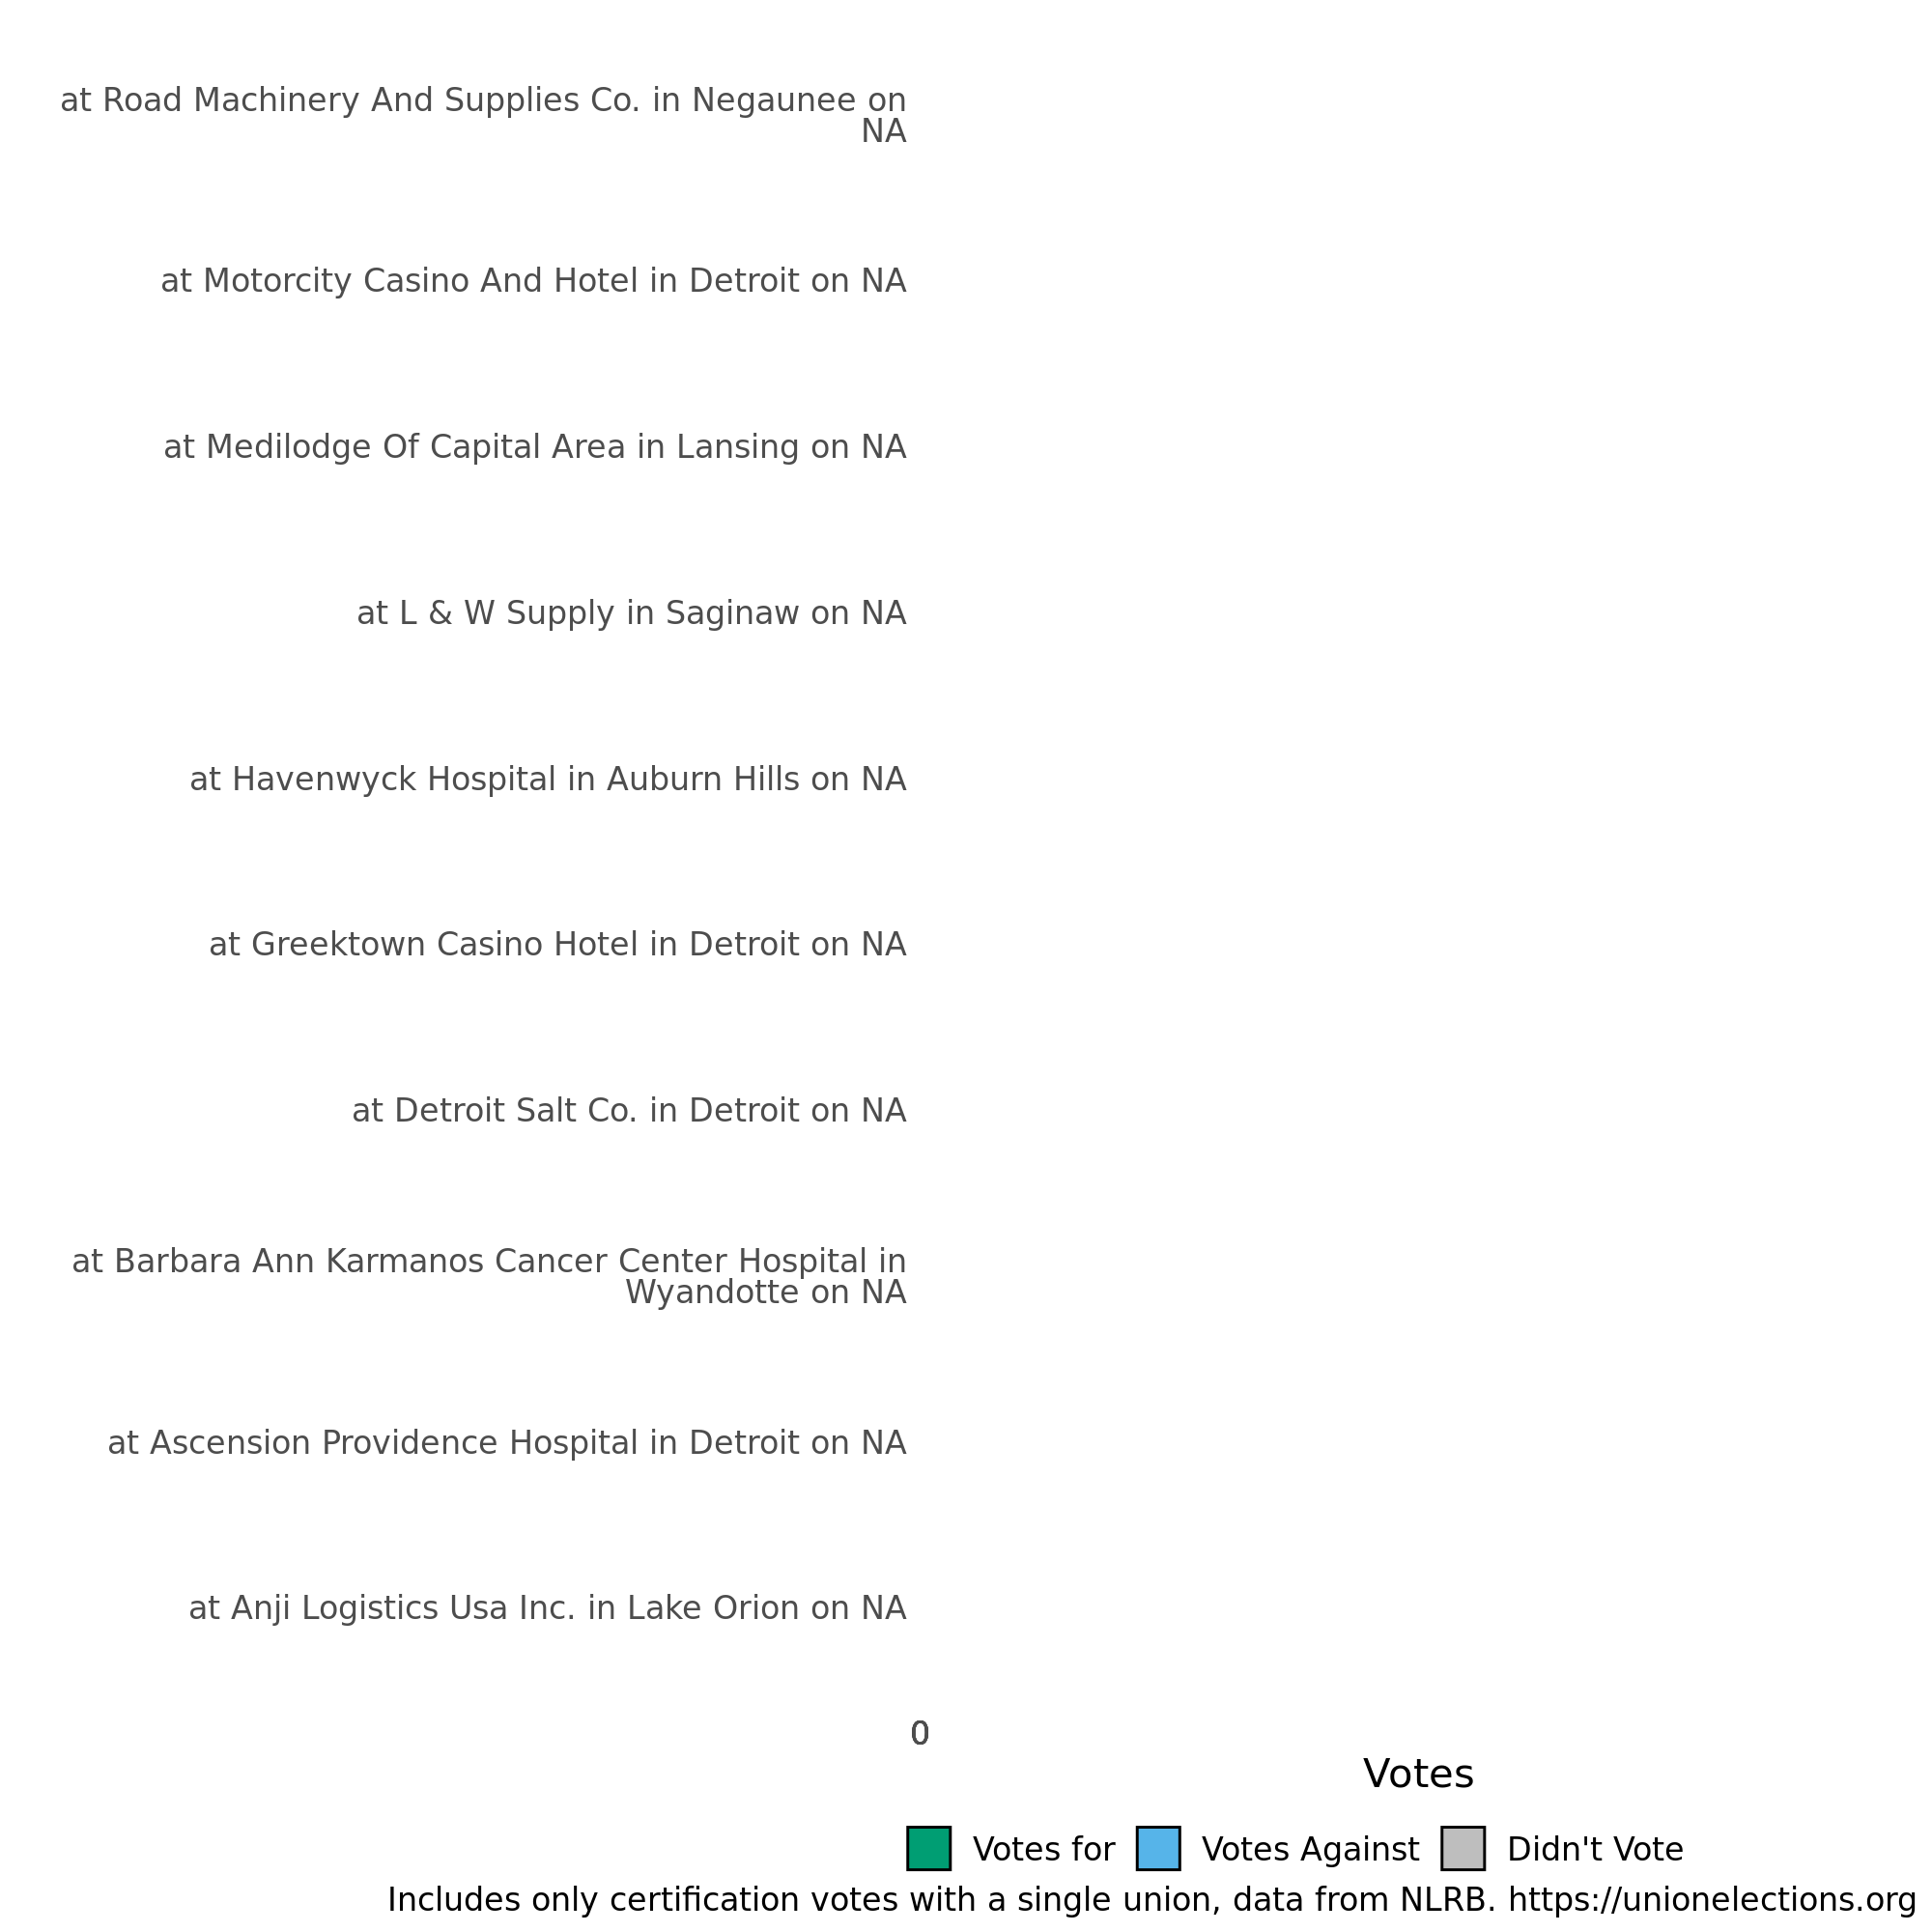 at Road Machinery And Supplies Co. in Negaunee on
NA
at Motorcity Casino And Hotel in Detroit on NA
at Medilodge Of Capital Area in Lansing on NA
at L & W Supply in Saginaw on NA
at Havenwyck Hospital in Auburn Hills on NA
at Greektown Casino Hotel in Detroit on NA
at Detroit Salt Co. in Detroit on NA
at Barbara Ann Karmanos Cancer Center Hospital in
Wyandotte on NA
at Ascension Providence Hospital in Detroit on NA
at Anji Logistics Usa Inc. in Lake Orion on NA
0
Votes
Votes for Votes Against Didn't Vote
Includes only certification votes with a single union, data from NLRB. https://unionelections.org